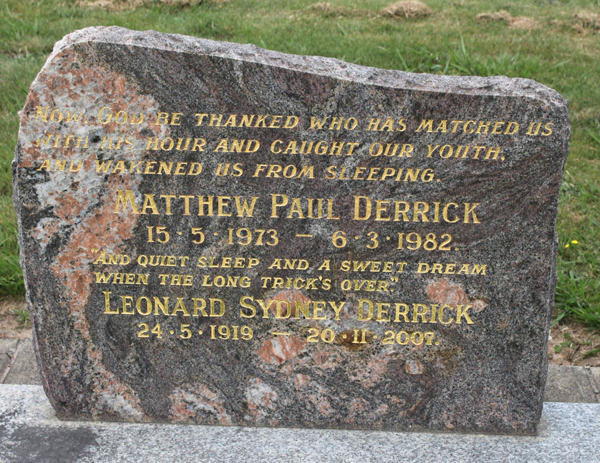 NOW, GOD BE THANKED WHO HAS MATCHED US
WITH HIS HOUR AND CAUGHT OUR YOUTH,
AND WAKENED US FROM SLEEPING.
MATTHEW PAUL DERRICK
15·5·1973 — 6·3·1982.
"AND QUIET SLEEP AND A SWEET DREAM
WHEN THE LONG TRICK'S OVER."
LEONARD SYDNEY DERRICK
24·5·1919 — 20·11·2007.